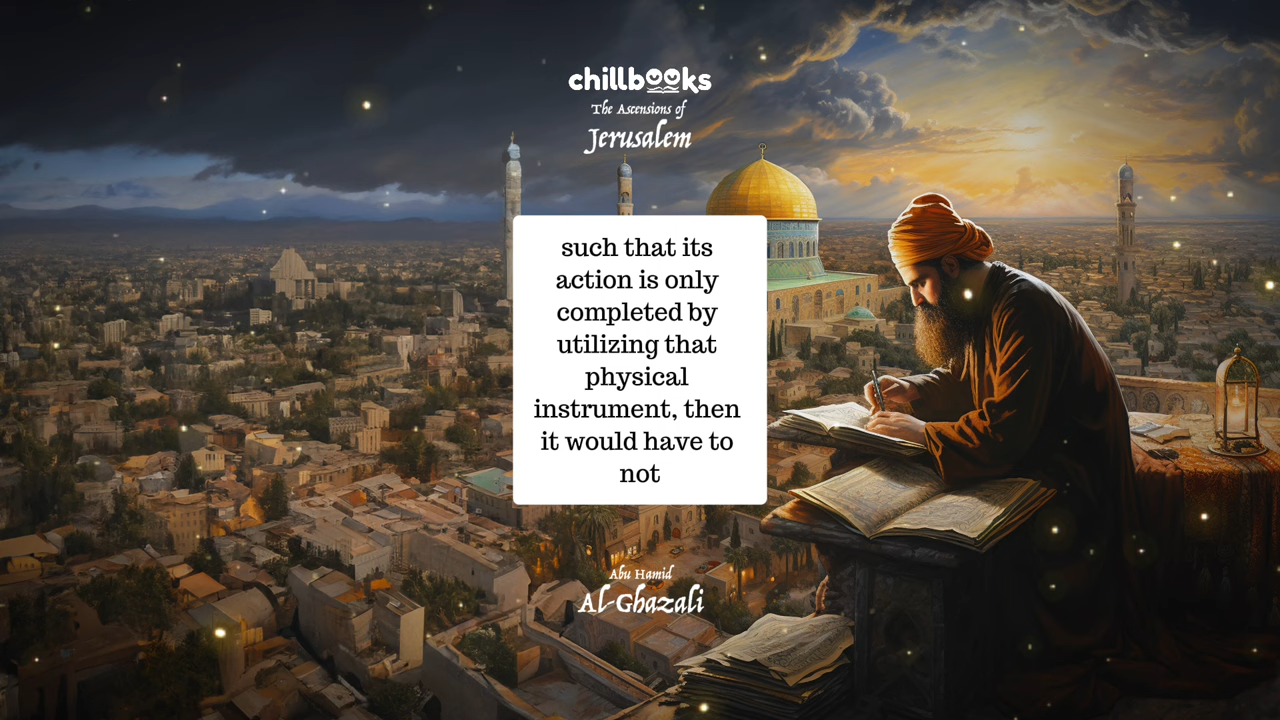 chillbooks
The Ascensions of
Jerusalem
such that its
action is only
completed by
utilizing that
physical
instrument, then
it would have to
not
Abu Hamid
Al-Ghazali